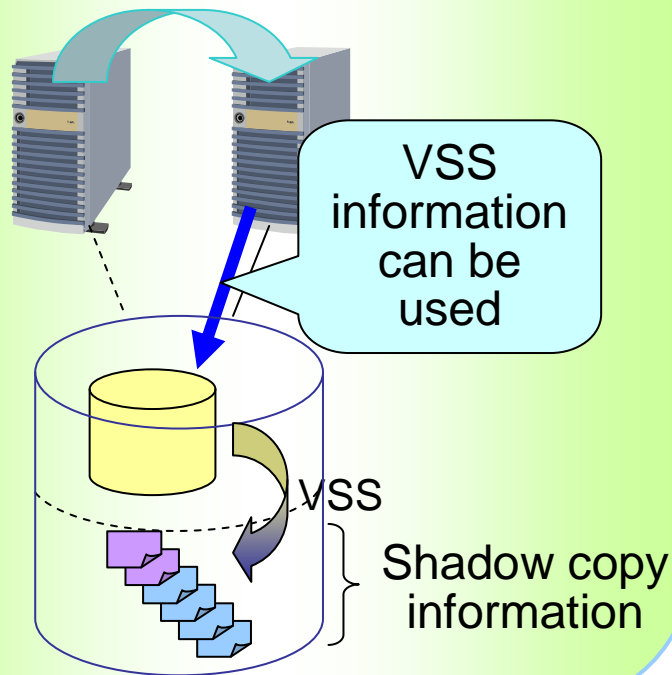 VSS
information
can be
used
VSS
Shadow copy
information